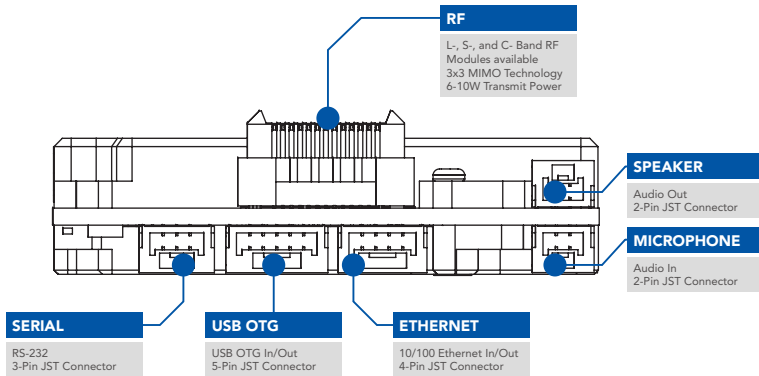 RF
L-, S-, and C- Band RF
Modules available
3x3 MIMO Technology
6-10W Transmit Power
SPEAKER
Audio Out
2-Pin JST Connector
MICROPHONE
Audio In
2-Pin JST Connector
SERIAL
RS-232
3-Pin JST Connector
USB OTG
USB OTG In/Out
5-Pin JST Connector
ETHERNET
10/100 Ethernet In/Out
4-Pin JST Connector